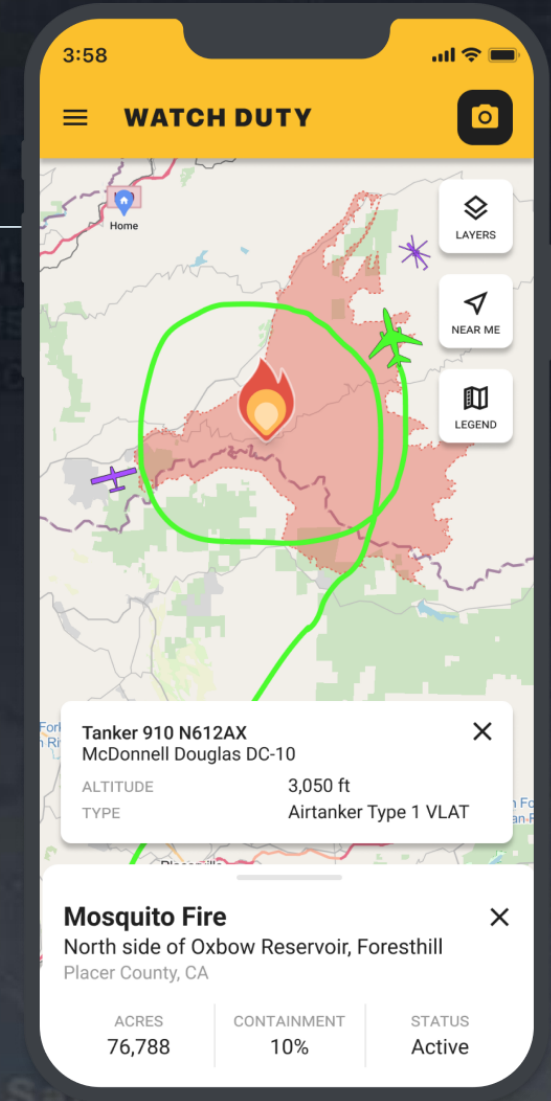 3:58
WATCH DUTY
Home
LAYERS
NEAR ME
LEGEND
Tanker 910 N612AX
McDonnell Douglas DC-10
ALTITUDE 3,050 ft
TYPE Airtanker Type 1 VLAT
Mosquito Fire
North side of Oxbow Reservoir, Foresthill
Placer County, CA
ACRES CONTAINMENT STATUS
76,788 10% Active